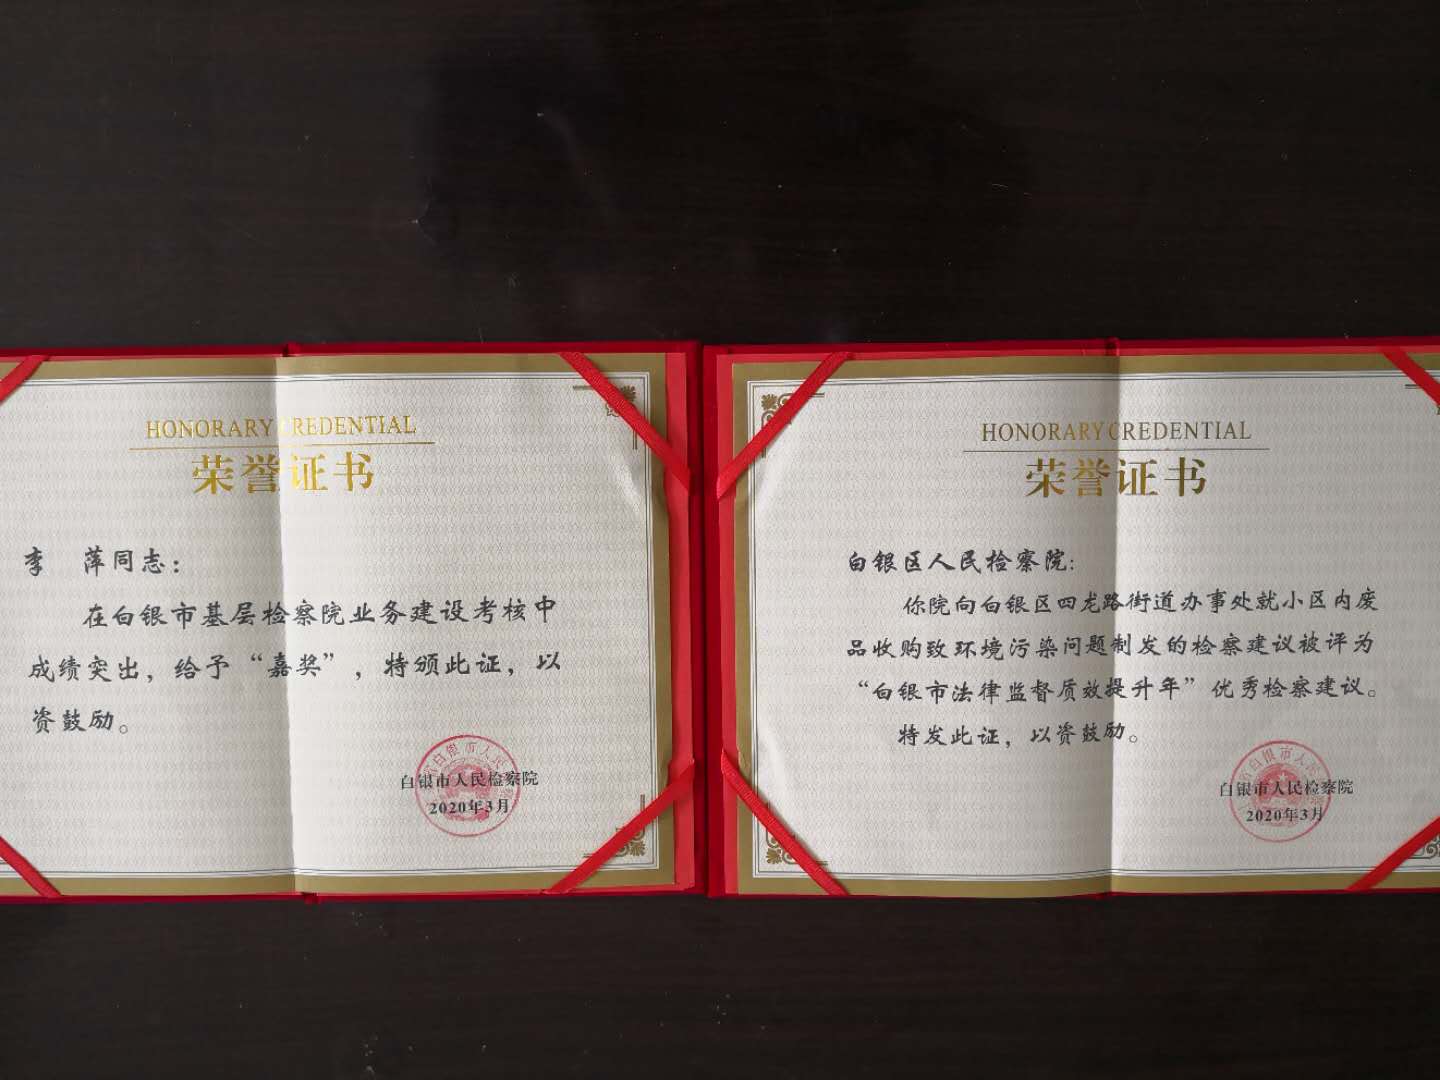 HONORARY CREDENTIAL
荣誉证书
李 萍同志：
在白银市基层检察院业务建设考核中
成绩突出，给予“嘉奖”，特颁此证，以
资鼓励。
白银市人民检察院
2020年3月
HONORARY CREDENTIAL
荣誉证书
白银区人民检察院：
你院向白银区四龙路街道办事处就小区内废
品收购致环境污染问题制发的检察建议被评为
“白银市法律监督质效提升年”优秀检察建议。
特发此证，以资鼓励。
白银市人民检察院
2020年3月